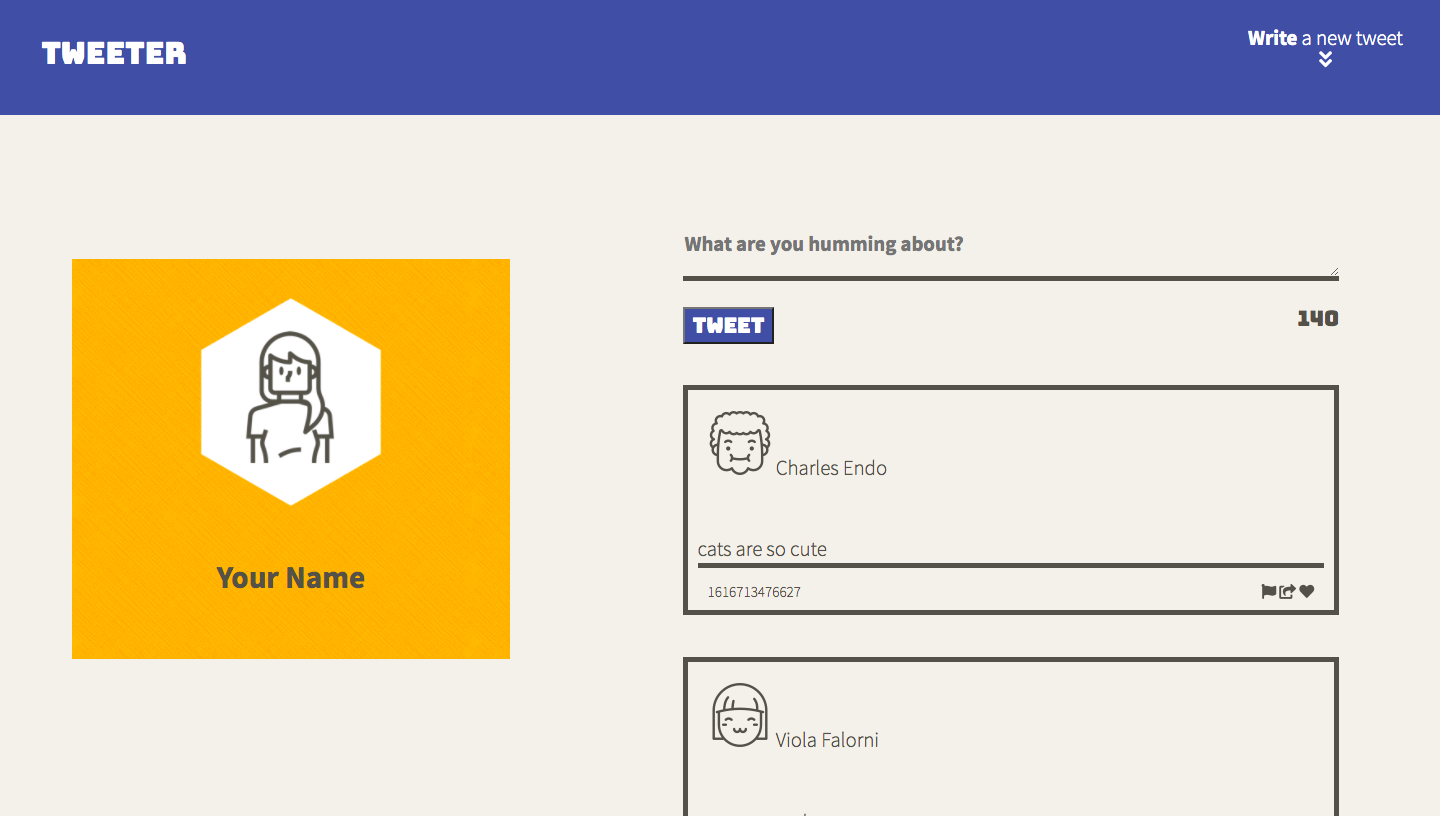 TWEETER
Write a new tweet
Your Name
What are you humming about?
TWEET
140
Charles Endo
cats are so cute
1616713476627
Viola Falorni